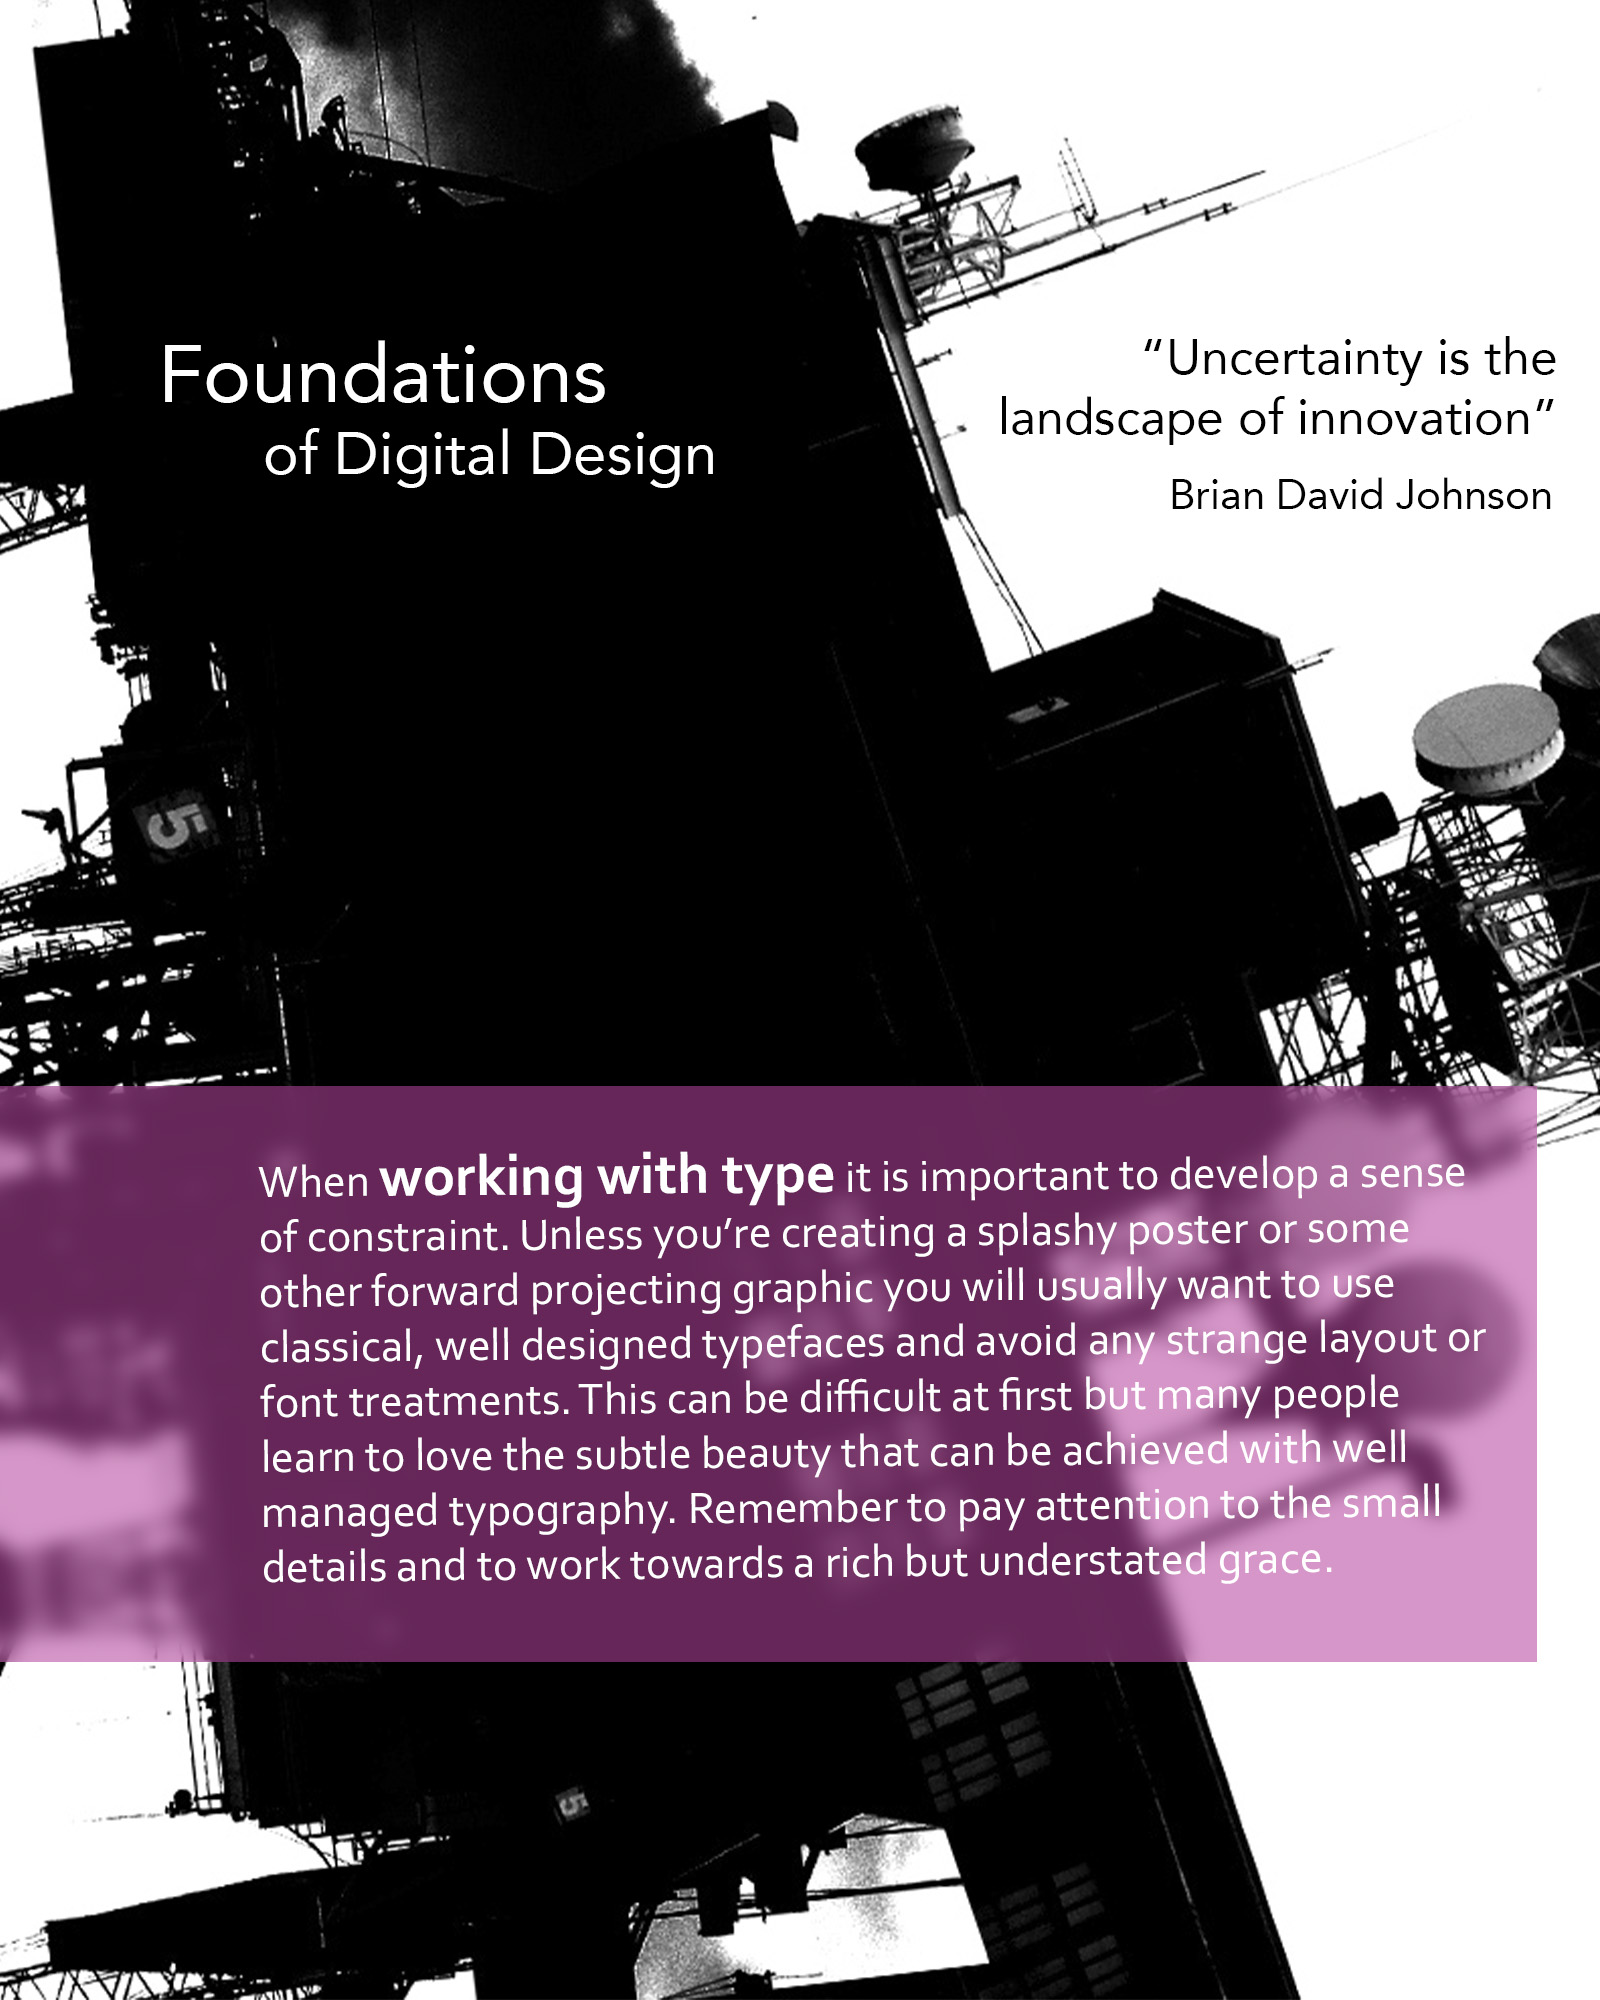 Foundations
of Digital Design
“Uncertainty is the
landscape of innovation”
Brian David Johnson
5
When working with type it is important to develop a sense
of constraint. Unless you’re creating a splashy poster or some
other forward projecting graphic you will usually want to use
classical, well designed typefaces and avoid any strange layout or
font treatments. This can be difficult at first but many people
learn to love the subtle beauty that can be achieved with well
managed typography. Remember to pay attention to the small
details and to work towards a rich but understated grace.
5